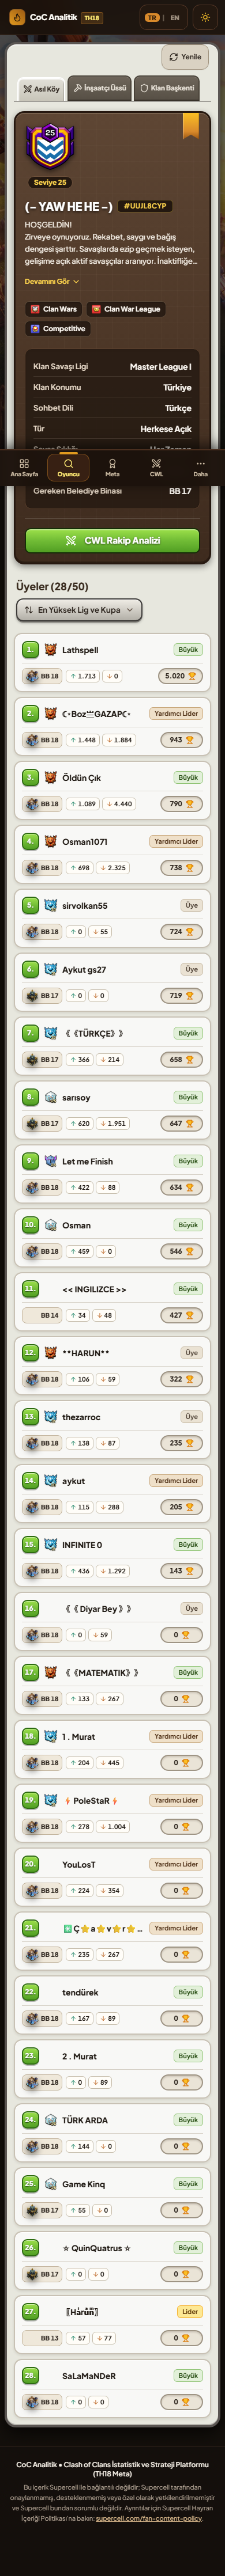 CoC Analitik TH18
TR | EN
Yenile
Asıl Köy
İnşaatçı Üssü
Klan Başkenti
25
Seviye 25
(- YAW HE HE -) #UUJL8CYP
HOŞGELDİN!
Zirveye oynuyoruz. Rekabet, saygı ve bağış
dengesi şarttır. Savaşlarda ezip geçmek isteyen,
gelişime açık aktif savaşçılar arıyor. İnaktifliğe...
Devamını Gör
Clan Wars
Clan War League
Competitive
Klan Savaşı Ligi Master League I
Klan Konumu Türkiye
Sohbet Dili Türkçe
Tür Herkese Açık
Ana Sayfa
Oyuncu
Meta
CWL
Daha
Gereken Belediye Binası BB 17
CWL Rakip Analizi
Üyeler (28/50)
En Yüksek Lig ve Kupa
1. Lathspell Büyük
BB 18 ↑ 1.713 ↓ 0 5.020
2. ☾⋆Boz亗GAZAP☾⋆ Yardımcı Lider
BB 18 ↑ 1.448 ↓ 1.884 943
3. Öldün Çık Büyük
BB 18 ↑ 1.089 ↓ 4.440 790
4. Osman1071 Yardımcı Lider
BB 18 ↑ 698 ↓ 2.325 738
5. sirvolkan55 Üye
BB 18 ↑ 0 ↓ 55 724
6. Aykut gs27 Üye
BB 17 ↑ 0 ↓ 0 719
7. 《《TÜRKÇE》》 Büyük
BB 17 ↑ 366 ↓ 214 658
8. sarısoy Büyük
BB 17 ↑ 620 ↓ 1.951 647
9. Let me Finish Büyük
BB 18 ↑ 422 ↓ 88 634
10. Osman Büyük
BB 18 ↑ 459 ↓ 0 546
11. << INGILIZCE >> Büyük
BB 14 ↑ 34 ↓ 48 427
12. **HARUN** Üye
BB 18 ↑ 106 ↓ 59 322
13. thezarroc Üye
BB 18 ↑ 138 ↓ 87 235
14. aykut Yardımcı Lider
BB 18 ↑ 115 ↓ 288 205
15. INFINITE 0 Büyük
BB 18 ↑ 436 ↓ 1.292 143
16. 《《 Diyar Bey 》》 Üye
BB 18 ↑ 0 ↓ 59 0
17. 《《MATEMATIK》》 Büyük
BB 18 ↑ 133 ↓ 267 0
18. 1 . Murat Yardımcı Lider
BB 18 ↑ 204 ↓ 445 0
19. PoleStaR Yardımcı Lider
BB 18 ↑ 278 ↓ 1.004 0
20. YouLosT Yardımcı Lider
BB 18 ↑ 224 ↓ 354 0
21. Ç⭐a⭐v⭐r⭐... Yardımcı Lider
BB 18 ↑ 235 ↓ 267 0
22. tendürek Büyük
BB 18 ↑ 167 ↓ 89 0
23. 2 . Murat Büyük
BB 18 ↑ 0 ↓ 89 0
24. TÜRK ARDA Büyük
BB 18 ↑ 144 ↓ 0 0
25. Game Kinq Büyük
BB 17 ↑ 55 ↓ 0 0
26. ☆ QuinQuatrus ☆ Büyük
BB 17 ↑ 0 ↓ 0 0
27. Lider
BB 13 ↑ 57 ↓ 77 0
28. SaLaMaNDeR Büyük
BB 18 ↑ 0 ↓ 0 0
CoC Analitik • Clash of Clans İstatistik ve Strateji Platformu
(TH18 Meta)
Bu içerik Supercell ile bağlantılı değildir; Supercell tarafından
onaylanmamış, desteklenmemiş veya özel olarak yetkilendirilmemiştir
ve Supercell bundan sorumlu değildir. Ayrıntılar için Supercell Hayran
İçeriği Politikası'na bakın: supercell.com/fan-content-policy.